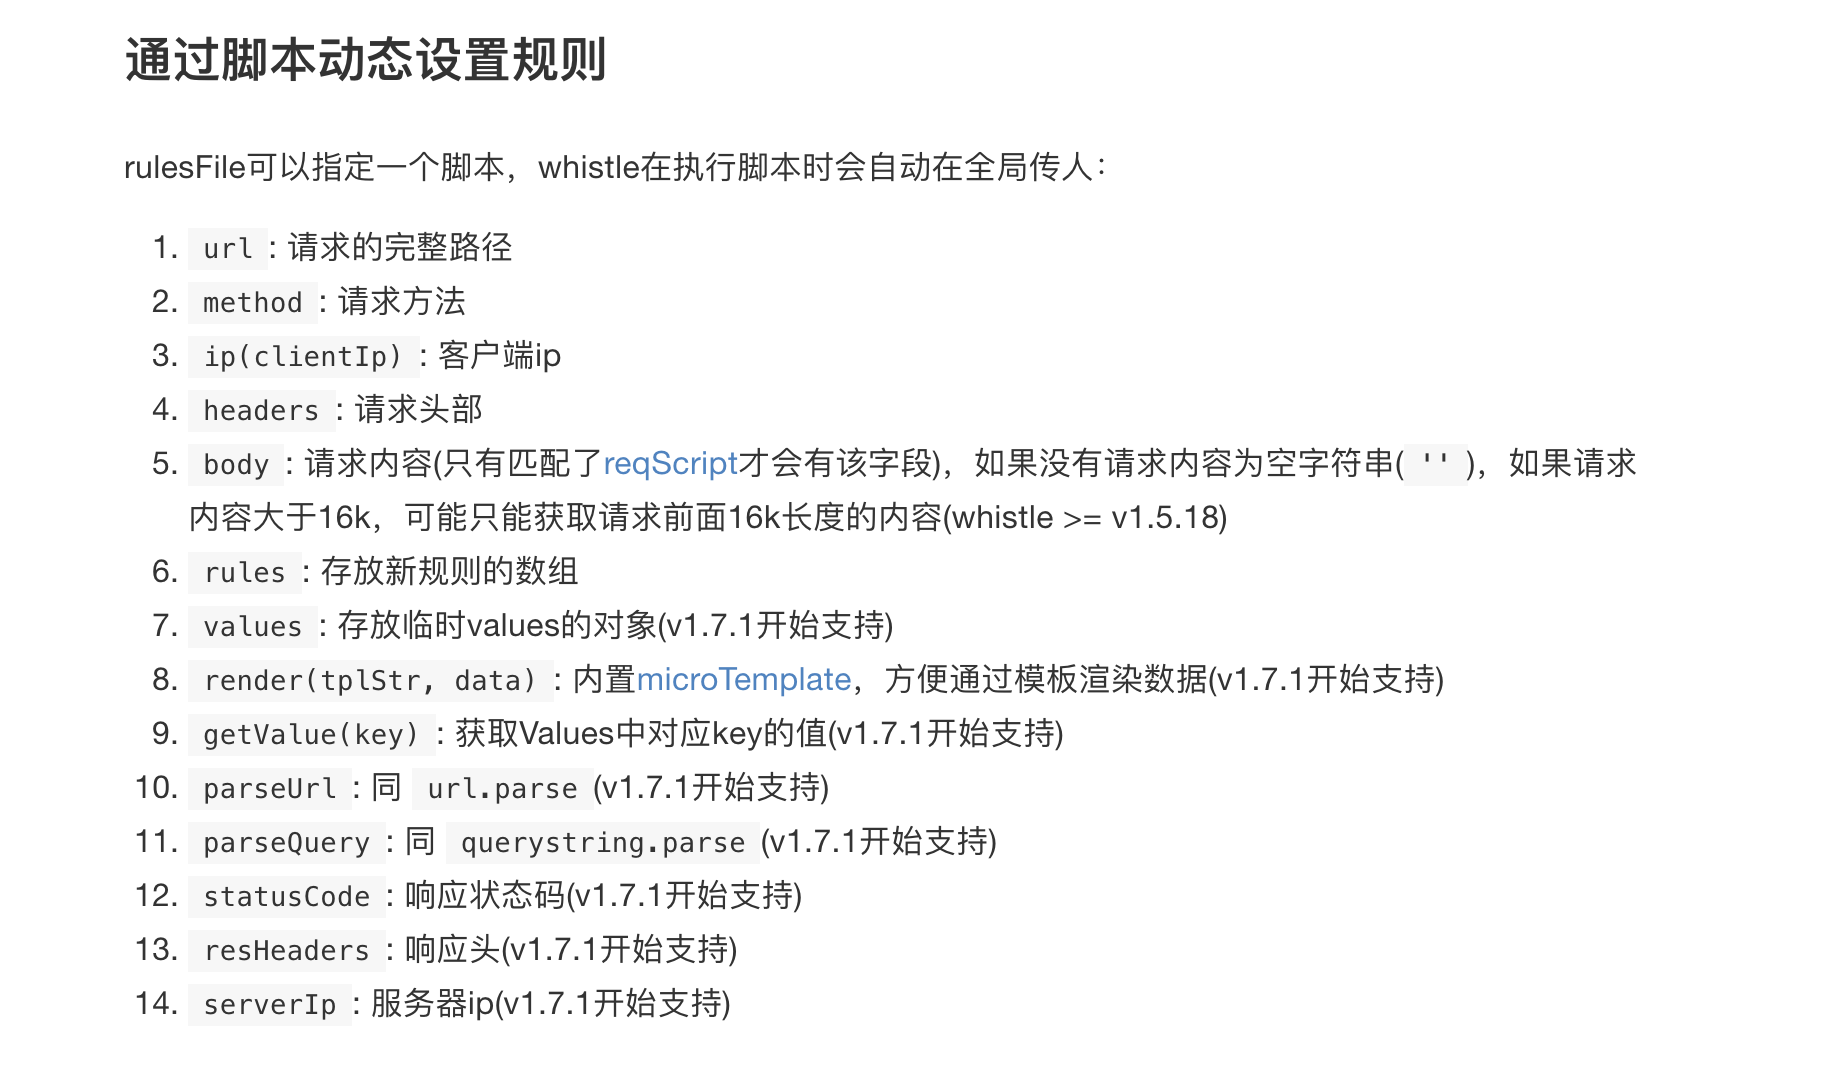 通过脚本动态设置规则
rulesFile可以指定一个脚本，whistle在执行脚本时会自动在全局传人：
1. url : 请求的完整路径
2. method : 请求方法
3. ip(clientIp) : 客户端ip
4. headers : 请求头部
5. body : 请求内容(只有匹配了reqScript才会有该字段)，如果没有请求内容为空字符串( '' )，如果请求
内容大于16k，可能只能获取请求前面16k长度的内容(whistle >= v1.5.18)
6. rules : 存放新规则的数组
7. values : 存放临时values的对象(v1.7.1开始支持)
8. render(tplStr, data) : 内置microTemplate，方便通过模板渲染数据(v1.7.1开始支持)
9. getValue(key) : 获取Values中对应key的值(v1.7.1开始支持)
10. parseUrl : 同 url.parse (v1.7.1开始支持)
11. parseQuery : 同 querystring.parse (v1.7.1开始支持)
12. statusCode : 响应状态码(v1.7.1开始支持)
13. resHeaders : 响应头(v1.7.1开始支持)
14. serverIp : 服务器ip(v1.7.1开始支持)